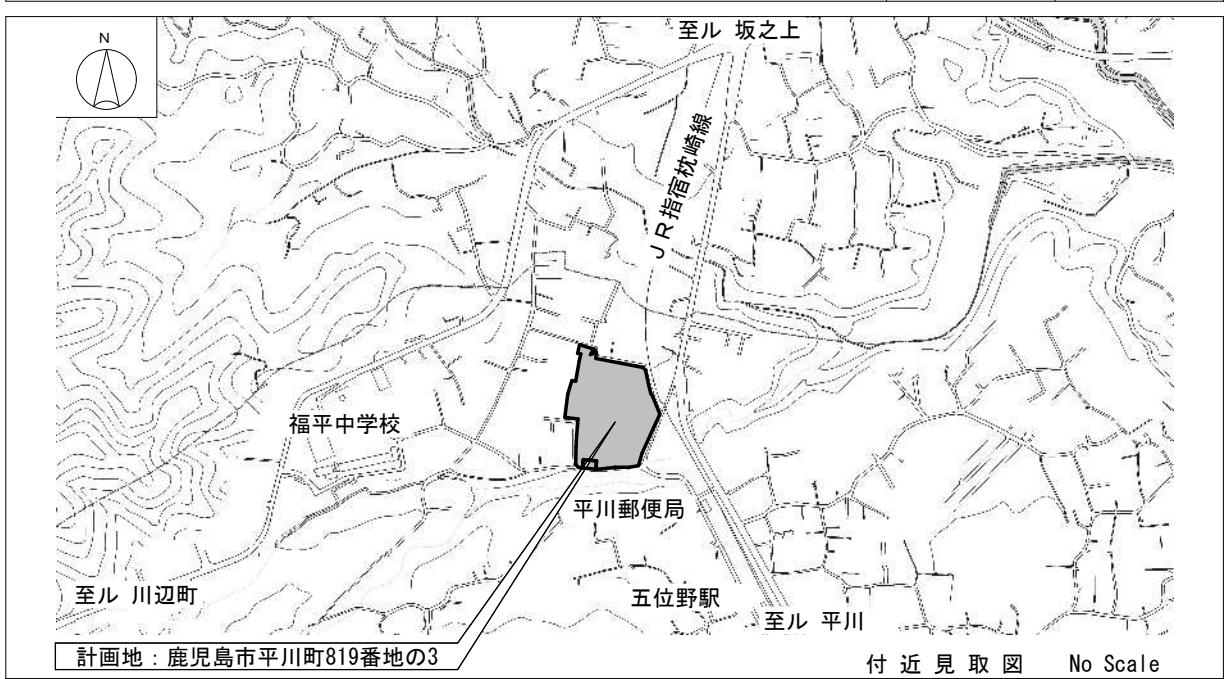 N
至ル 坂之上
JR指宿枕崎線
福平中学校
平川郵便局
至ル 川辺町
五位野駅
至ル 平川
計画地：鹿児島市平川町819番地の3
付近見取図 No Scale